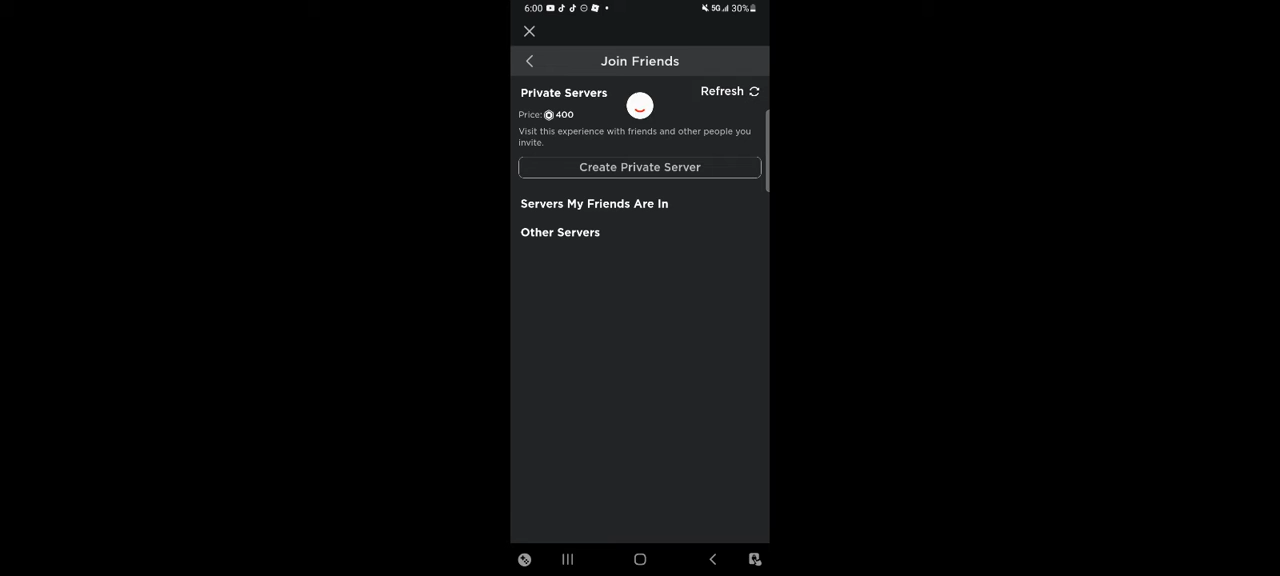 6:00 5G 30%
Join Friends
Private Servers
Refresh
Price: 400
Visit this experience with friends and other people you
invite.
Create Private Server
Servers My Friends Are In
Other Servers